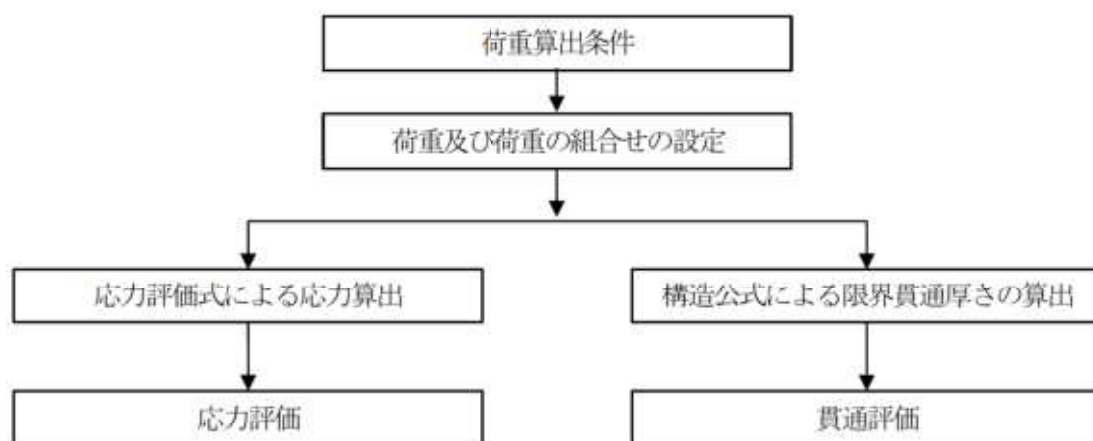 荷重算出条件
荷重及び荷重の組合せの設定
応力評価式による応力算出
構造公式による限界貫通厚さの算出
応力評価
貫通評価